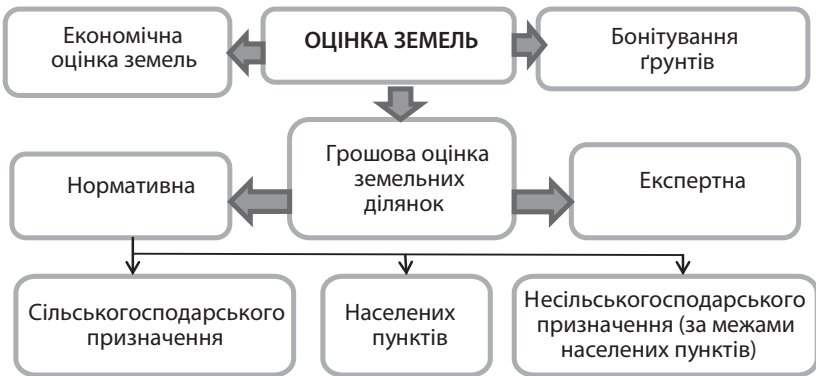 Економічна
оцінка земель
ОЦІНКА ЗЕМЕЛЬ
Бонітування
ґрунтів
Нормативна
Грошова оцінка
земельних
ділянок
Експертна
Сільськогосподарського
призначення
Населених
пунктів
Несільськогосподарського
призначення (за межами
населених пунктів)